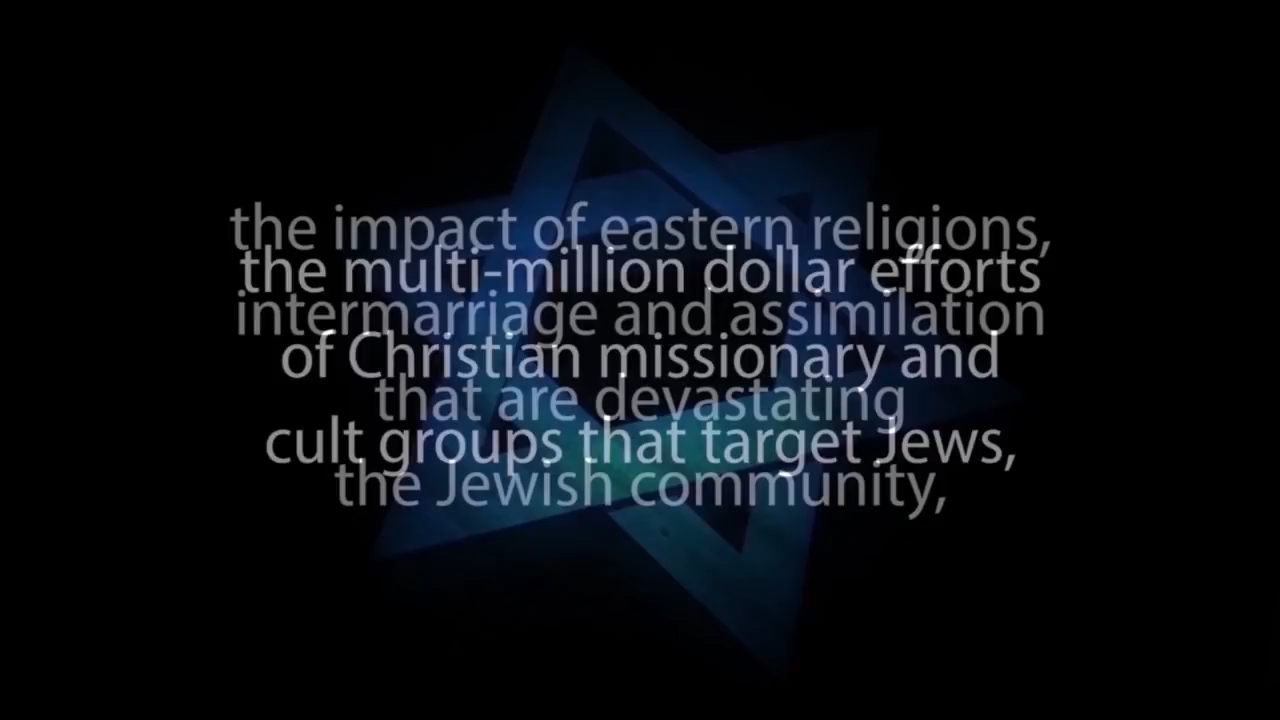 the impact of eastern religions,
the multi-million dollar efforts
intermarriage and assimilation
of Christian missionary and
that are devastating
cult groups that target Jews,
the Jewish community,